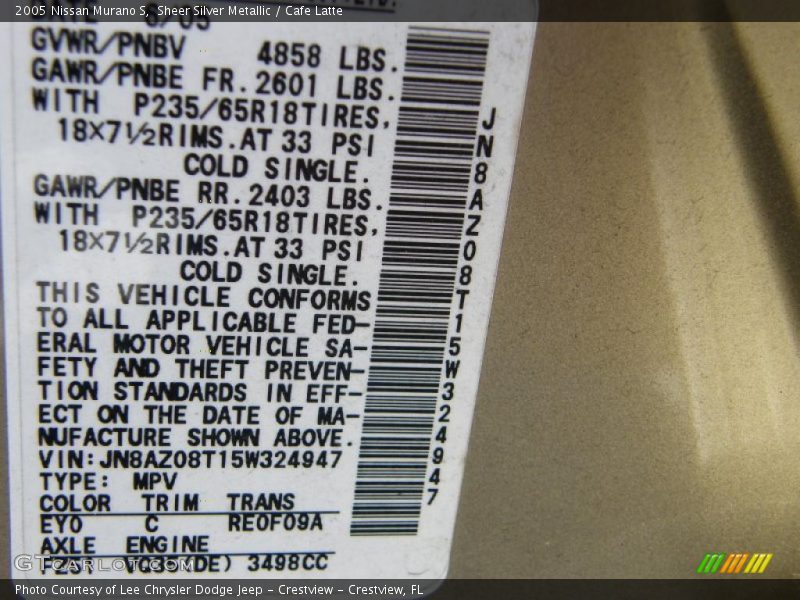 2005 Nissan Murano S, Sheer Silver Metallic / Cafe Latte
DATE 6/05
GVWR/PNBV 4858 LBS.
GAWR/PNBE FR. 2601 LBS.
WITH P235/65R18TIRES,
18X7½RIMS.AT 33 PSI
COLD SINGLE.
GAWR/PNBE RR. 2403 LBS.
WITH P235/65R18TIRES,
18X7½RIMS.AT 33 PSI
COLD SINGLE.
THIS VEHICLE CONFORMS
TO ALL APPLICABLE FED-
ERAL MOTOR VEHICLE SA-
FETY AND THEFT PREVEN-
TION STANDARDS IN EFF-
ECT ON THE DATE OF MA-
NUFACTURE SHOWN ABOVE.
VIN:JN8AZ08T15W324947
TYPE: MPV
COLOR TRIM TRANS
EY0 C RE0F09A
AXLE ENGINE
VQ35(DE) 3498CC
JN8AZ08T15W324947
GTCARLOT.COM
Photo Courtesy of Lee Chrysler Dodge Jeep - Crestview - Crestview, FL